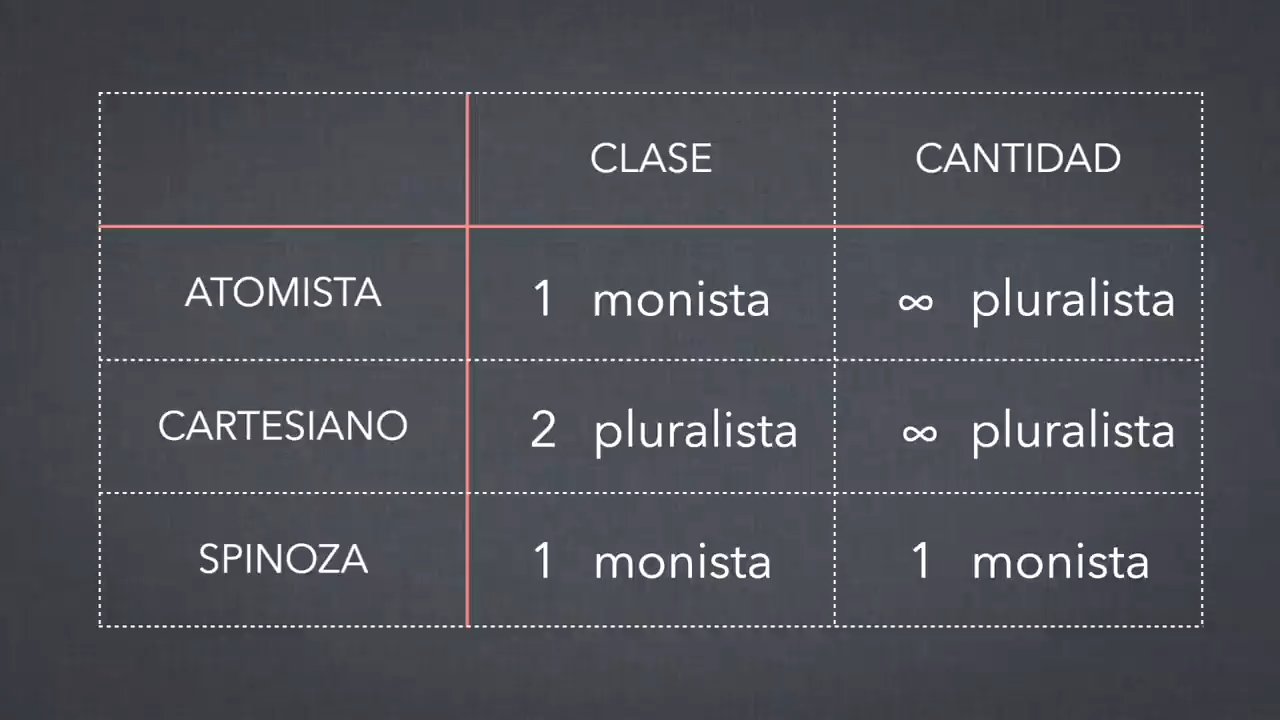 CLASE CANTIDAD
ATOMISTA 1 monista ∞ pluralista
CARTESIANO 2 pluralista ∞ pluralista
SPINOZA 1 monista 1 monista